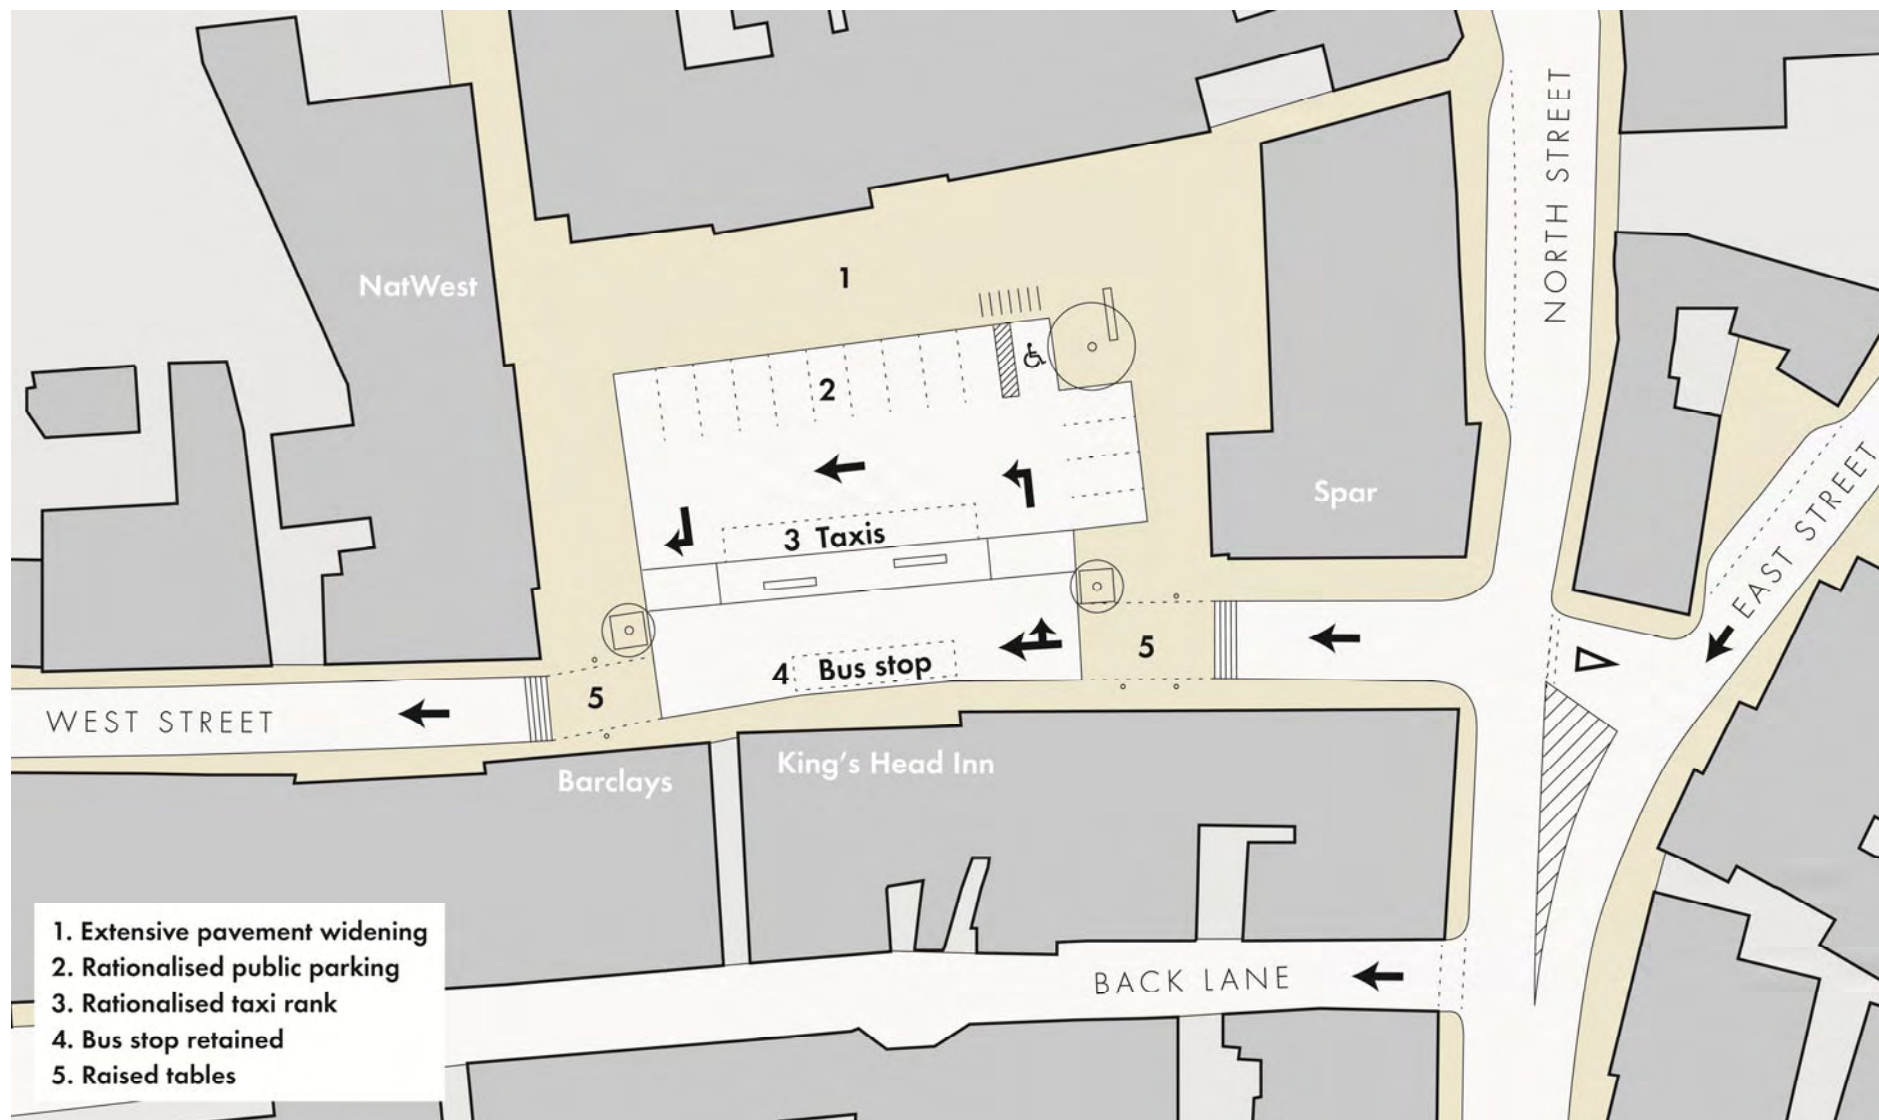 NORTH STREET
NatWest
1
2
Spar
EAST STREET
3 Taxis
5
4 Bus stop
5
WEST STREET
King's Head Inn
Barclays
BACK LANE
1. Extensive pavement widening
2. Rationalised public parking
3. Rationalised taxi rank
4. Bus stop retained
5. Raised tables